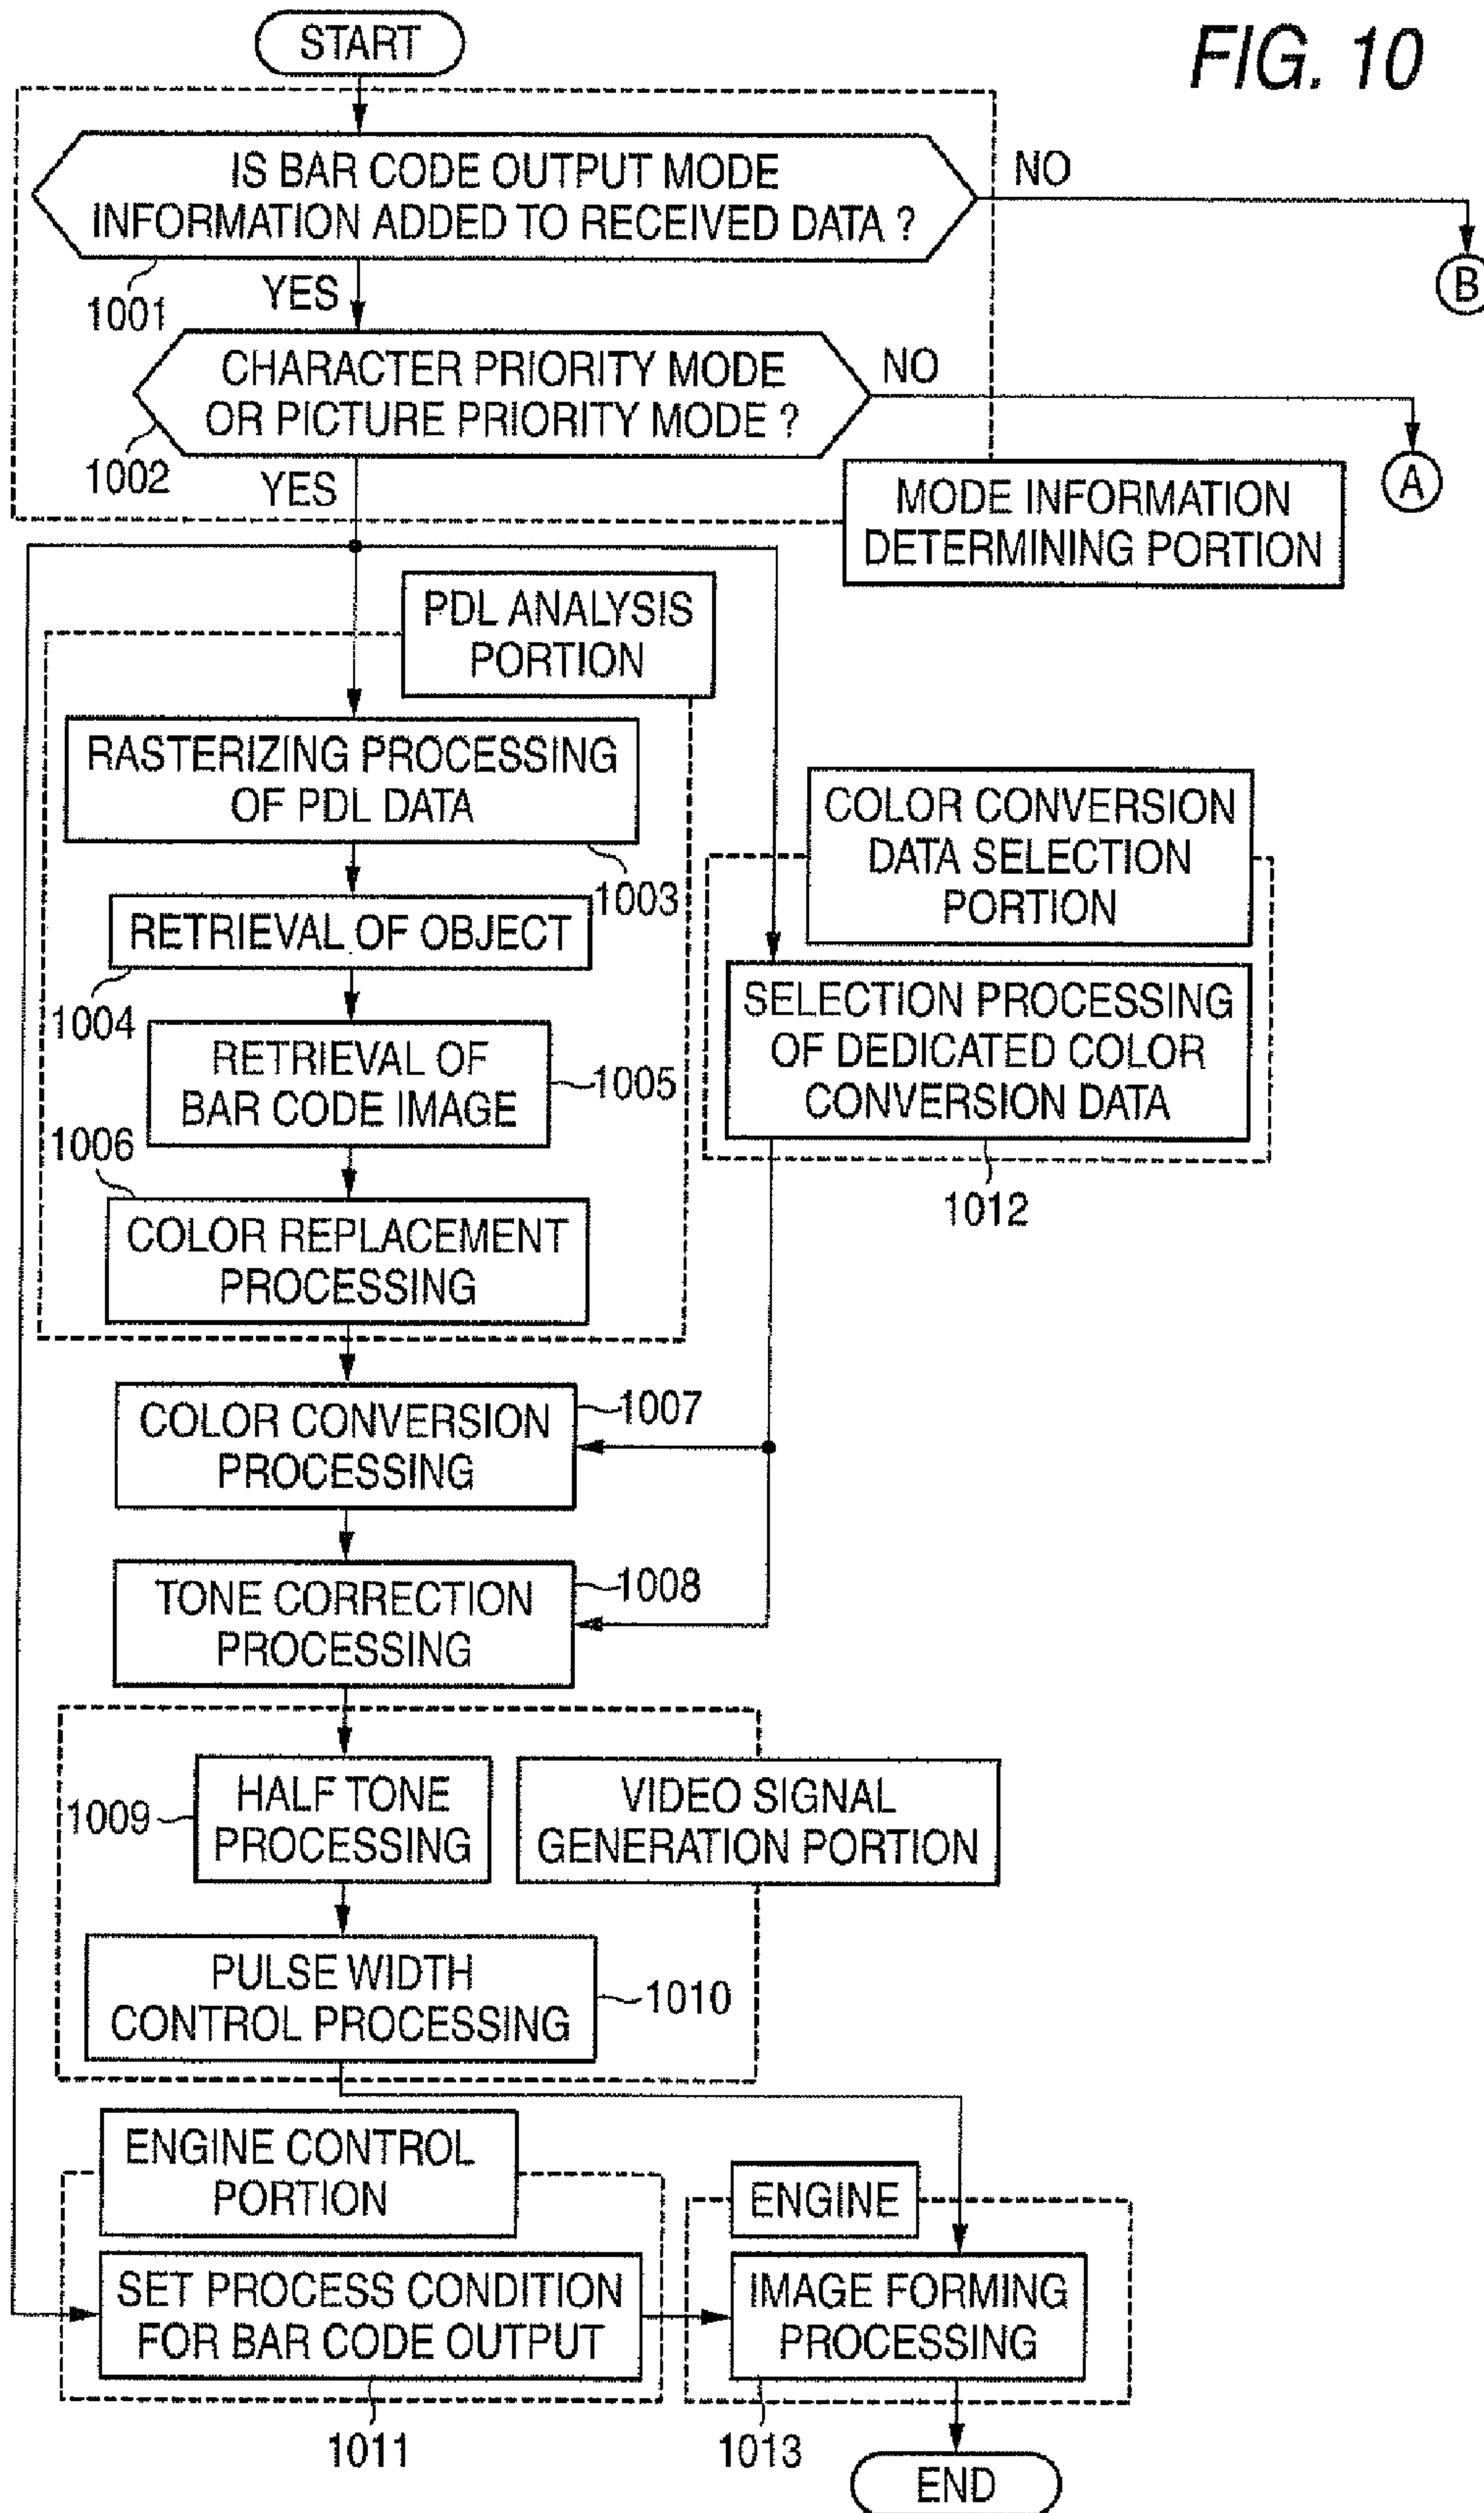 FIG. 10
START
IS BAR CODE OUTPUT MODE
INFORMATION ADDED TO RECEIVED DATA ?
NO
B
1001
YES
CHARACTER PRIORITY MODE
OR PICTURE PRIORITY MODE ?
NO
A
1002
YES
MODE INFORMATION
DETERMINING PORTION
PDL ANALYSIS
PORTION
RASTERIZING PROCESSING
OF PDL DATA
1003
COLOR CONVERSION
DATA SELECTION
PORTION
RETRIEVAL OF OBJECT
1004
SELECTION PROCESSING
OF DEDICATED COLOR
CONVERSION DATA
1012
RETRIEVAL OF
BAR CODE IMAGE
1005
1006
COLOR REPLACEMENT
PROCESSING
COLOR CONVERSION
PROCESSING
1007
TONE CORRECTION
PROCESSING
1008
HALF TONE
PROCESSING
1009
VIDEO SIGNAL
GENERATION PORTION
PULSE WIDTH
CONTROL PROCESSING
1010
ENGINE CONTROL
PORTION
ENGINE
SET PROCESS CONDITION
FOR BAR CODE OUTPUT
1011
IMAGE FORMING
PROCESSING
1013
END